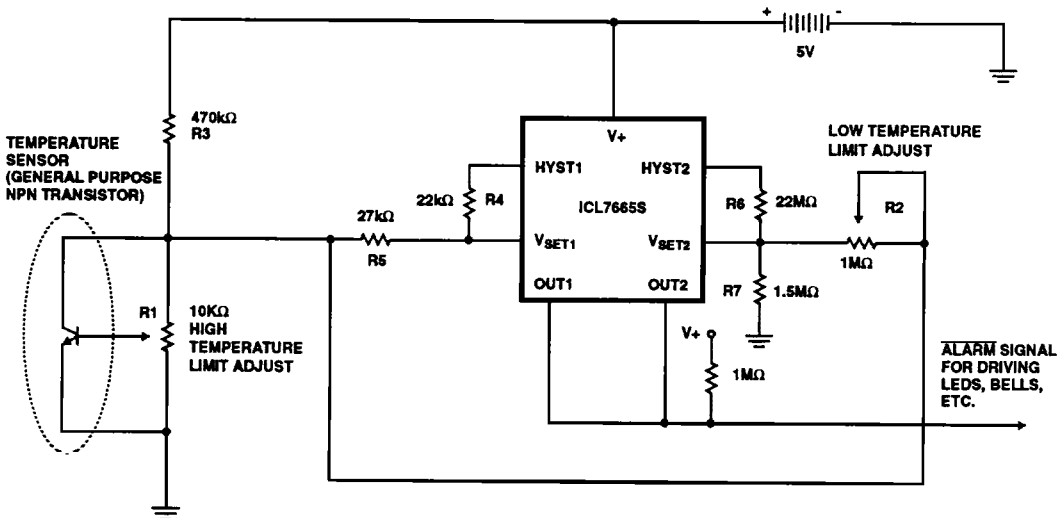 +
-
5V
470kΩ
R3
TEMPERATURE
SENSOR
(GENERAL PURPOSE
NPN TRANSISTOR)
V+
LOW TEMPERATURE
LIMIT ADJUST
HYST1
HYST2
22kΩ
R4
ICL7665S
R6
22MΩ
R2
27kΩ
R5
VSET1
VSET2
1MΩ
OUT1
OUT2
R7
1.5MΩ
R1
10KΩ
HIGH
TEMPERATURE
LIMIT ADJUST
V+
1MΩ
ALARM SIGNAL
FOR DRIVING
LEDS, BELLS,
ETC.